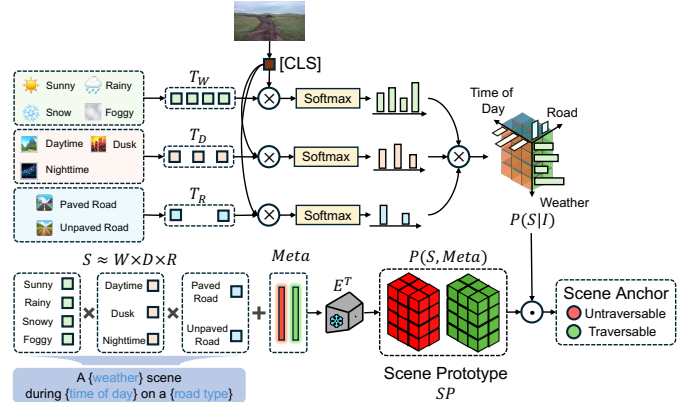 [CLS]
Sunny Rainy
Snow Foggy
T_W
Softmax
Daytime Dusk
Nighttime
T_D
Softmax
Paved Road
Unpaved Road
T_R
Softmax
Time of
Day
Road
Weather
P(S|I)
S ≈ W×D×R
Sunny
Rainy
Snowy
Foggy
Daytime
Dusk
Nighttime
Paved
Road
Unpaved
Road
Meta
E^T
P(S, Meta)
Scene Prototype
SP
Scene Anchor
Untraversable
Traversable
A {weather} scene
during {time of day} on a {road type}